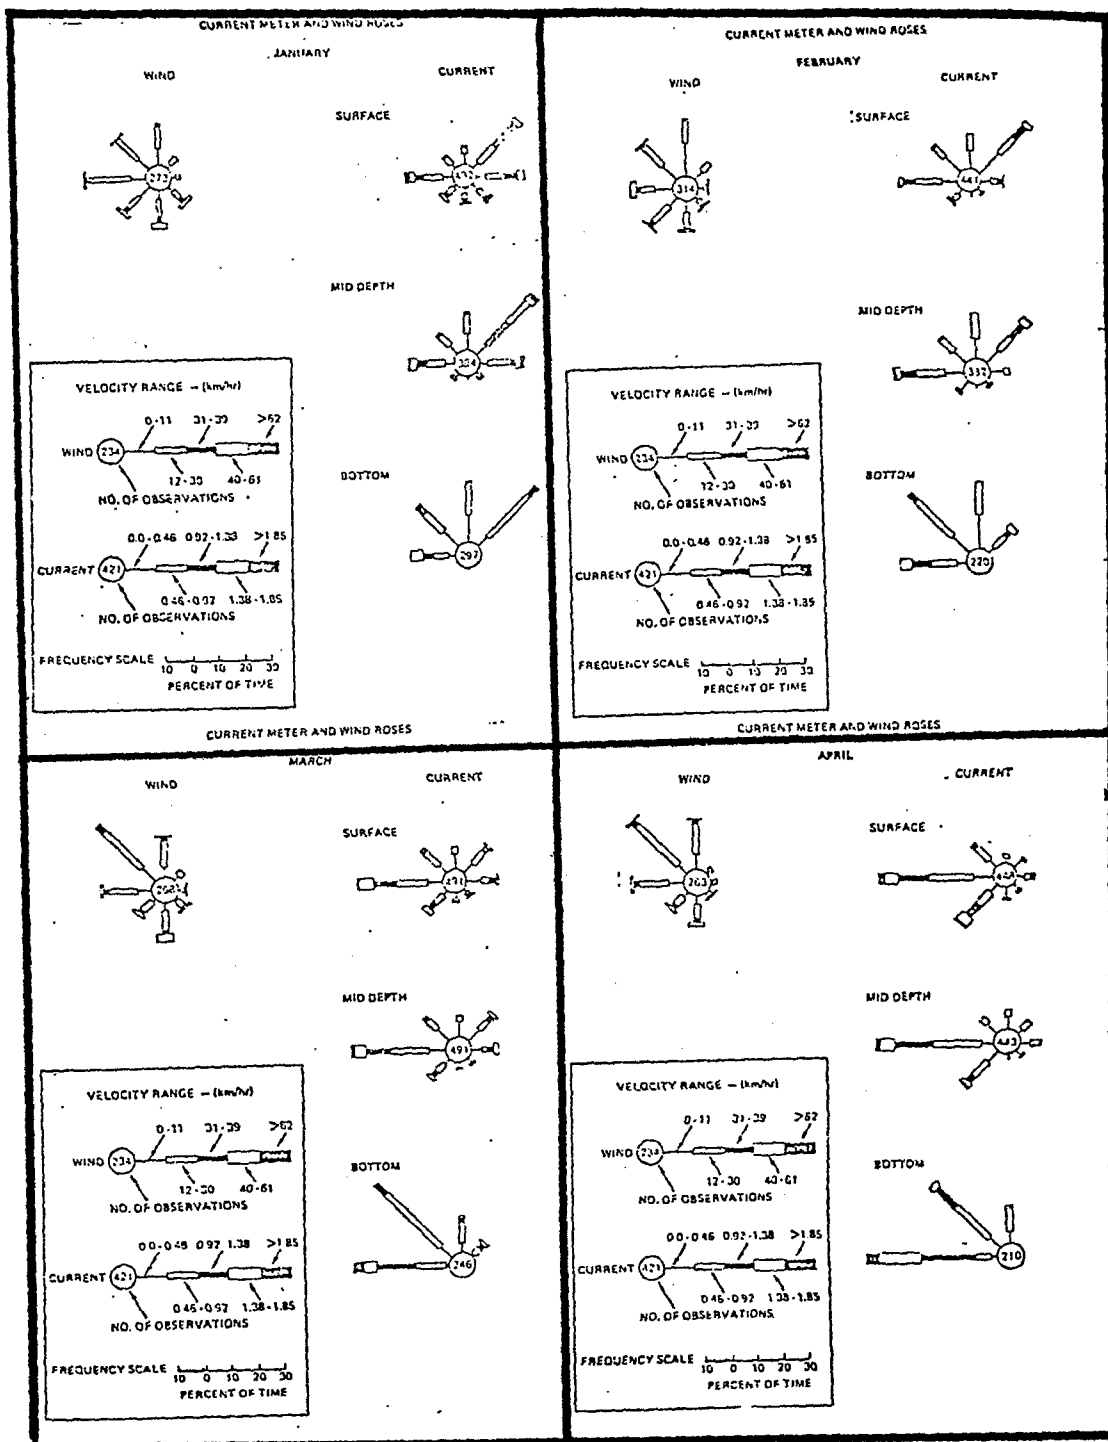 CURRENT METER AND WIND ROSES
JANUARY
WIND
CURRENT
SURFACE
273
MID DEPTH
334
BOTTOM
297
VELOCITY RANGE – (km/hr)
0-11 31-39 >62
WIND 234
12-30 40-61
NO. OF OBSERVATIONS
0.0-0.46 0.92-1.38 >1.85
CURRENT 421
0.46-0.92 1.38-1.85
NO. OF OBSERVATIONS
FREQUENCY SCALE
10 0 10 20 30
PERCENT OF TIME
CURRENT METER AND WIND ROSES
FEBRUARY
WIND
CURRENT
SURFACE
314
441
MID DEPTH
332
BOTTOM
VELOCITY RANGE – (km/hr)
0-11 31-39 >62
WIND 234
12-30 40-61
NO. OF OBSERVATIONS
0.0-0.46 0.92-1.38 >1.85
CURRENT 421
0.46-0.92 1.38-1.85
NO. OF OBSERVATIONS
FREQUENCY SCALE
10 0 10 20 30
PERCENT OF TIME
CURRENT METER AND WIND ROSES
MARCH
WIND
CURRENT
SURFACE
491
MID DEPTH
491
BOTTOM
246
VELOCITY RANGE – (km/hr)
0-11 31-39 >62
WIND 234
12-30 40-61
NO. OF OBSERVATIONS
0.0-0.46 0.92 1.38 >1.85
CURRENT 421
0.46-0.92 1.38-1.85
NO. OF OBSERVATIONS
FREQUENCY SCALE
10 0 10 20 30
PERCENT OF TIME
CURRENT METER AND WIND ROSES
APRIL
WIND
CURRENT
SURFACE
263
MID DEPTH
483
BOTTOM
210
VELOCITY RANGE – (km/hr)
0-11 31-39 >62
WIND 234
12-30 40-61
NO. OF OBSERVATIONS
0.0-0.46 0.92-1.38 >1.85
CURRENT 421
0.46-0.92 1.38-1.85
NO. OF OBSERVATIONS
FREQUENCY SCALE
10 0 10 20 30
PERCENT OF TIME